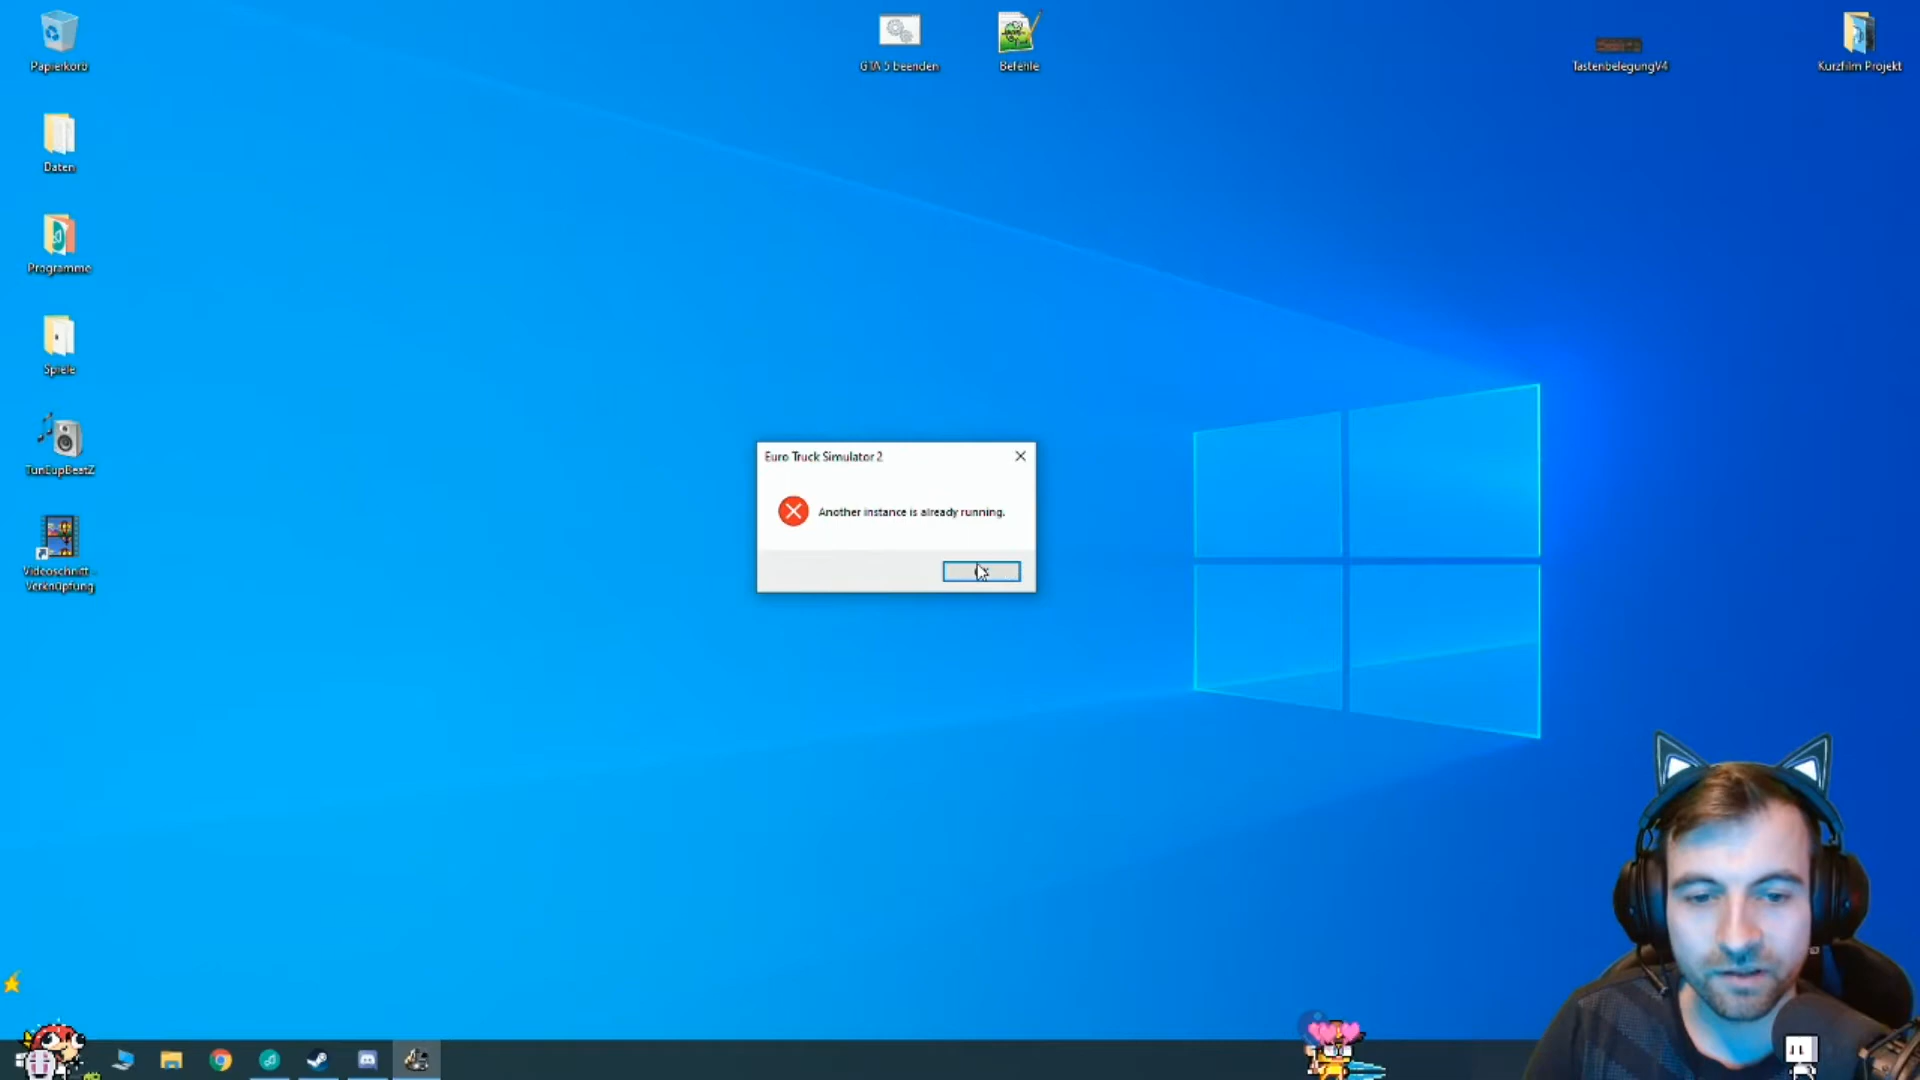 Papierkorb
GTA 5 beenden
Befehle
TastenbelegungV4
Kurzfilm Projekt
Daten
Programme
Spiele
TunEupBeatZ
Videoschnitt -
Verknüpfung
Euro Truck Simulator 2
Another instance is already running.